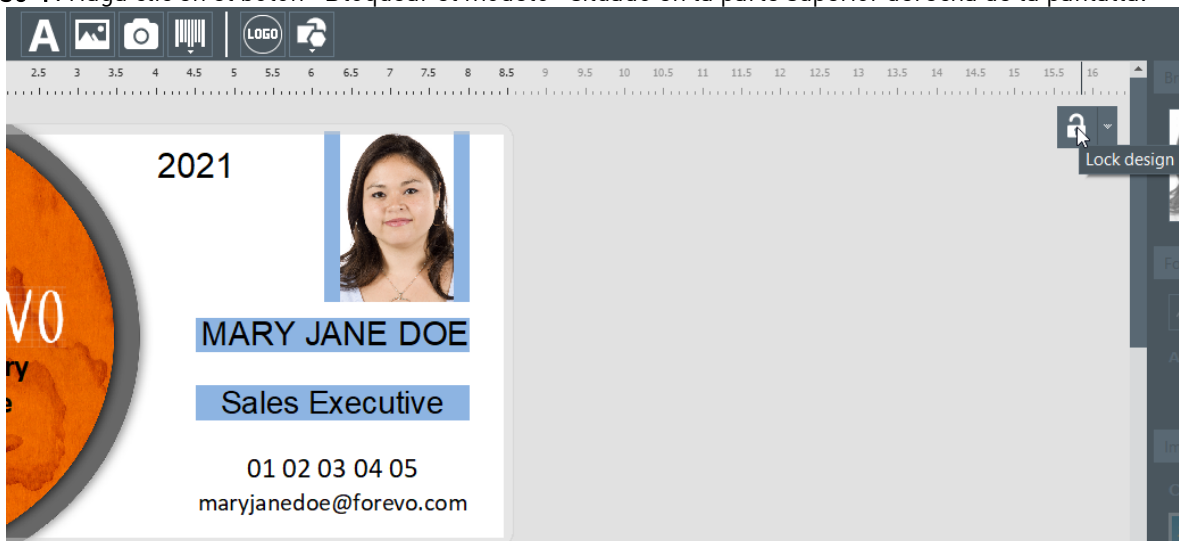 Haga clic en el botón "Bloquear el modelo" situado en la parte superior derecha de la pantalla.
A
LOGO
2.5 3 3.5 4 4.5 5 5.5 6 6.5 7 7.5 8 8.5 9 9.5 10 10.5 11 11.5 12 12.5 13 13.5 14 14.5 15 15.5 16
Lock design
2021
MARY JANE DOE
Sales Executive
01 02 03 04 05
maryjanedoe@forevo.com